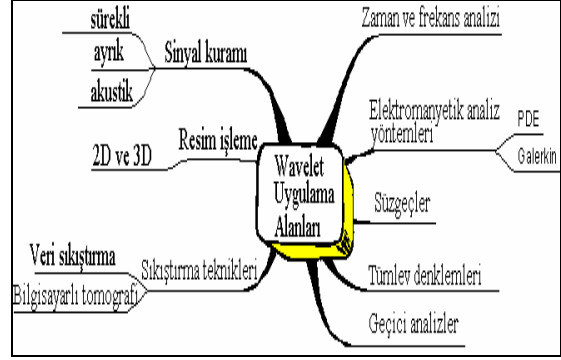 Wavelet
Uygulama
Alanları
Sinyal kuramı
sürekli
ayrık
akustik
Resim işleme
2D ve 3D
Sıkıştırma teknikleri
Veri sıkıştırma
Bilgisayarlı tomografi
Zaman ve frekans analizi
Elektromanyetik analiz
yöntemleri
PDE
Galerkin
Süzgeçler
Tümlev denklemleri
Geçici analizler